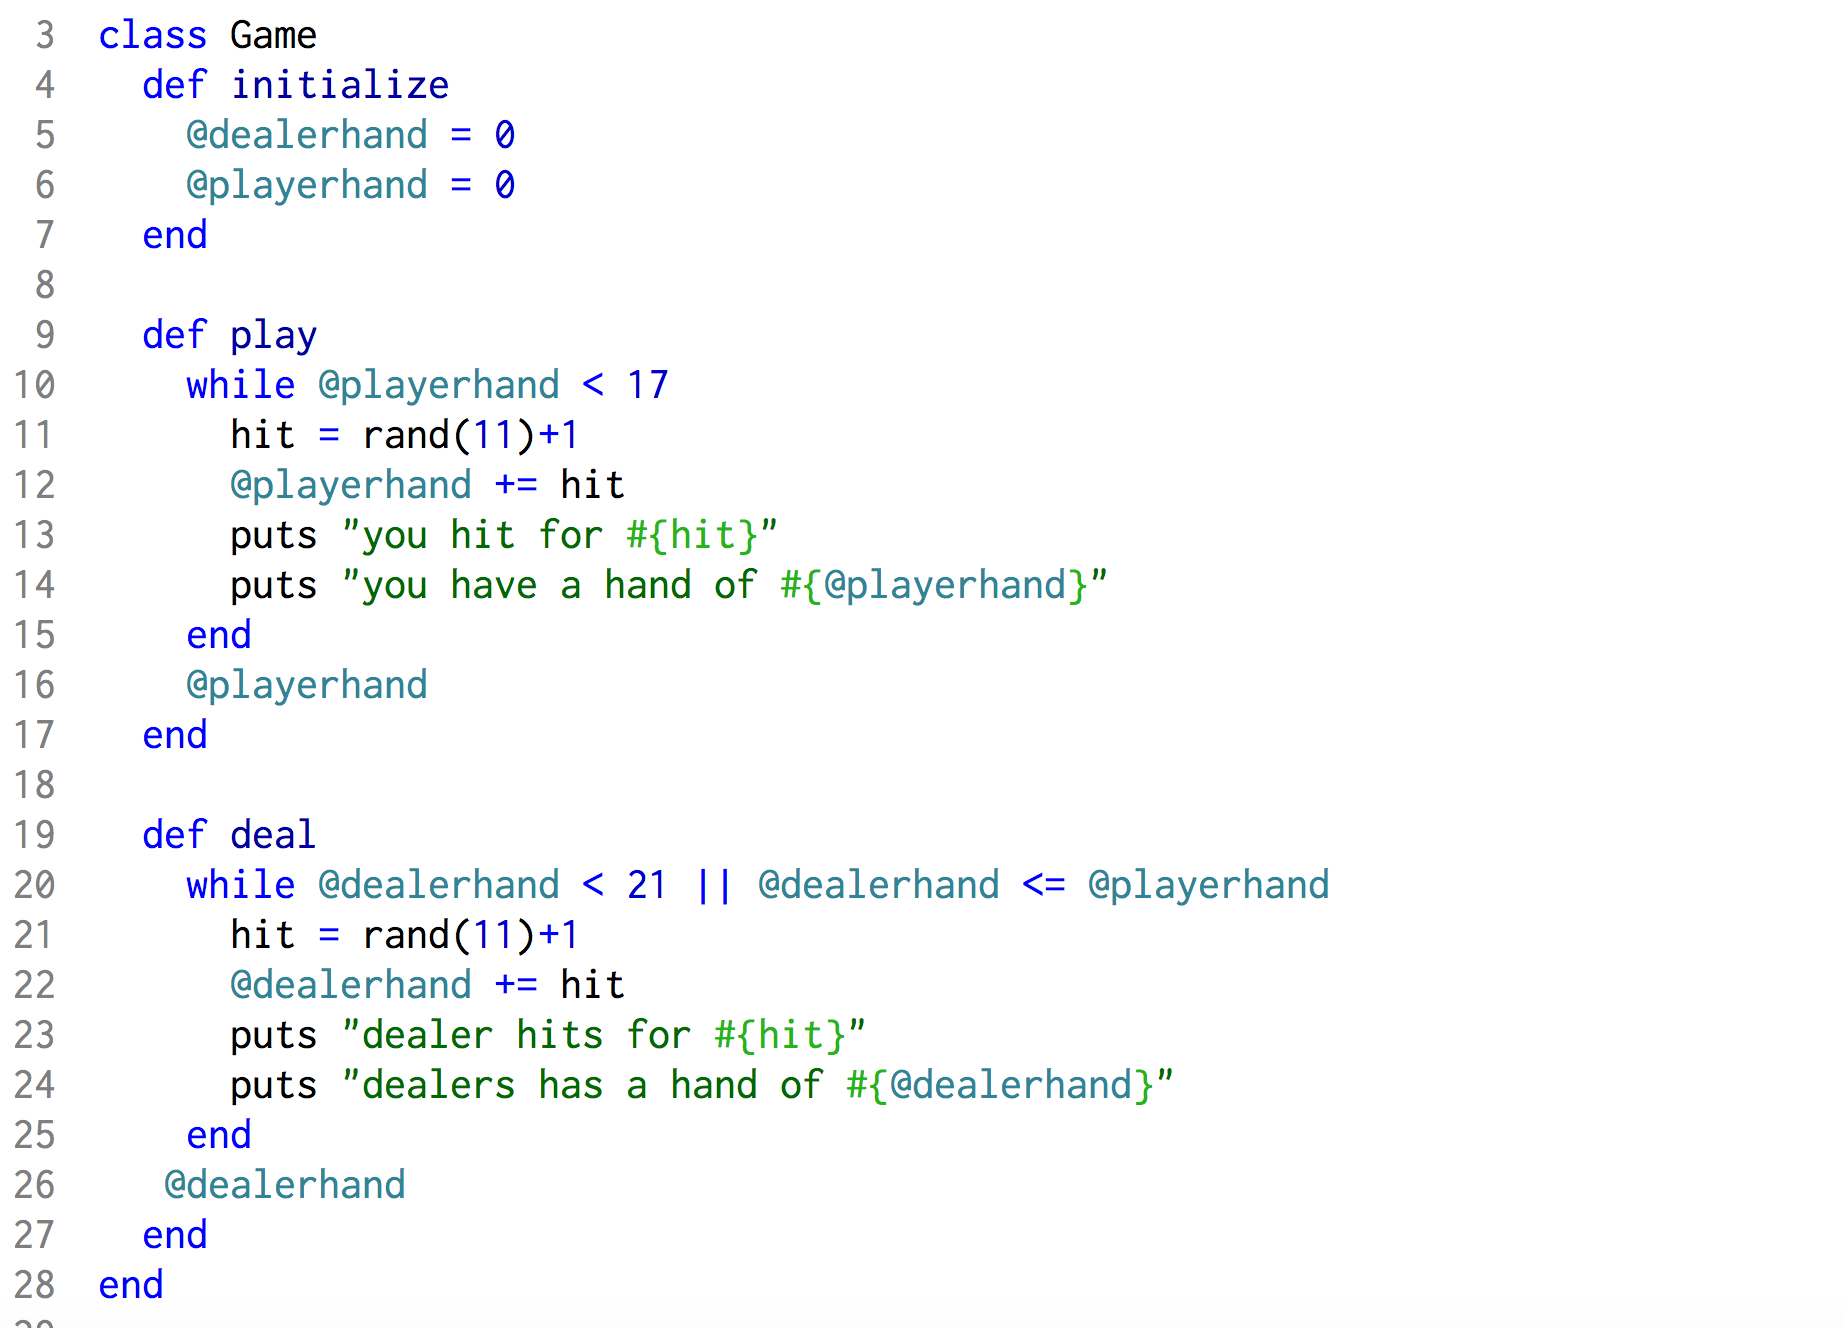 3 class Game
4   def initialize
5     @dealerhand = 0
6     @playerhand = 0
7   end
8
9   def play
10     while @playerhand < 17
11       hit = rand(11)+1
12       @playerhand += hit
13       puts "you hit for #{hit}"
14       puts "you have a hand of #{@playerhand}"
15     end
16     @playerhand
17   end
18
19   def deal
20     while @dealerhand < 21 || @dealerhand <= @playerhand
21       hit = rand(11)+1
22       @dealerhand += hit
23       puts "dealer hits for #{hit}"
24       puts "dealers has a hand of #{@dealerhand}"
25     end
26    @dealerhand
27   end
28 end